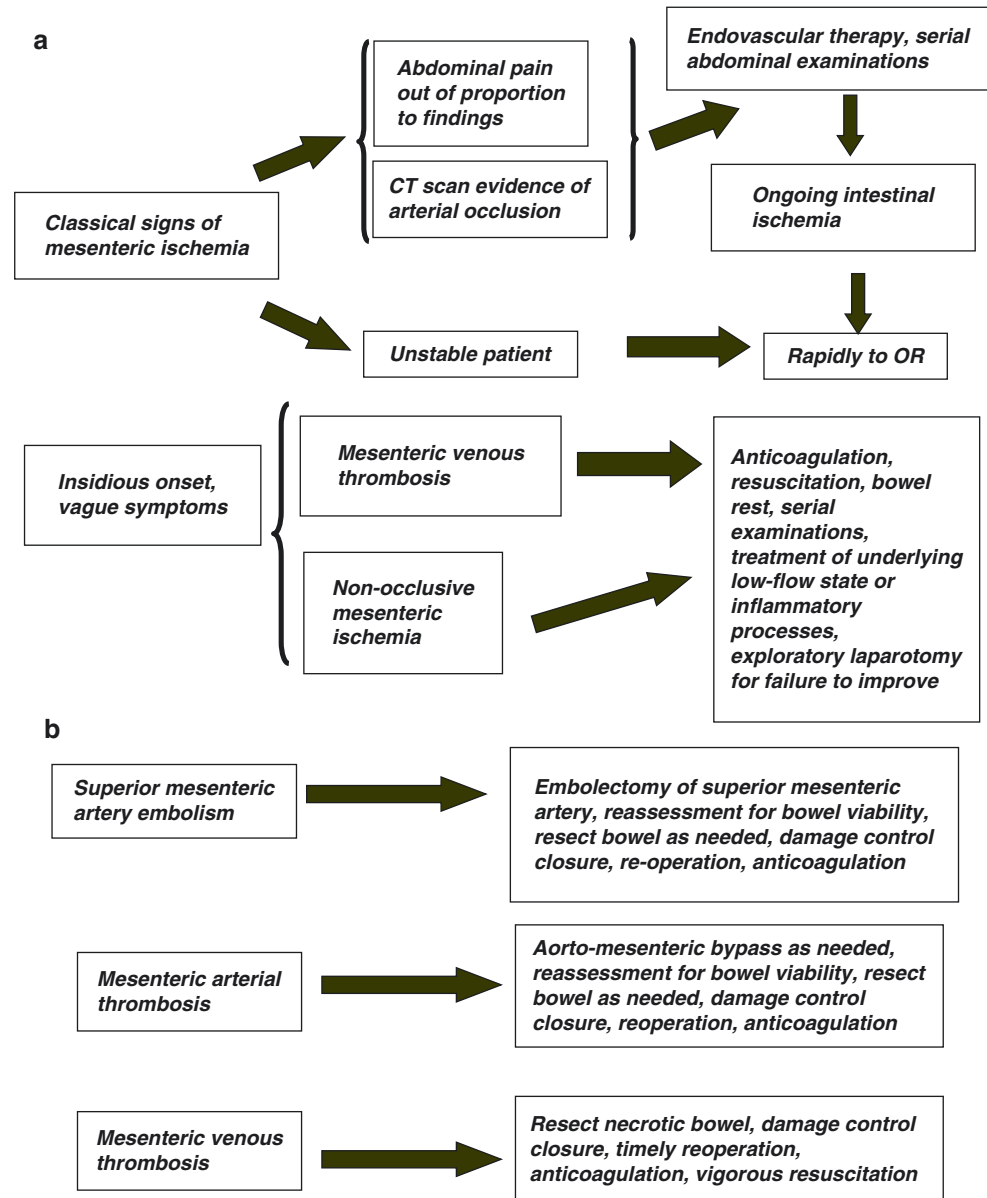 a
Classical signs of
mesenteric ischemia
Abdominal pain
out of proportion
to findings
CT scan evidence of
arterial occlusion
Endovascular therapy, serial
abdominal examinations
Ongoing intestinal
ischemia
Unstable patient
Rapidly to OR
Insidious onset,
vague symptoms
Mesenteric venous
thrombosis
Non-occlusive
mesenteric
ischemia
Anticoagulation,
resuscitation, bowel
rest, serial
examinations,
treatment of underlying
low-flow state or
inflammatory
processes,
exploratory laparotomy
for failure to improve
b
Superior mesenteric
artery embolism
Embolectomy of superior mesenteric
artery, reassessment for bowel viability,
resect bowel as needed, damage control
closure, re-operation, anticoagulation
Mesenteric arterial
thrombosis
Aorto-mesenteric bypass as needed,
reassessment for bowel viability, resect
bowel as needed, damage control
closure, reoperation, anticoagulation
Mesenteric venous
thrombosis
Resect necrotic bowel, damage control
closure, timely reoperation,
anticoagulation, vigorous resuscitation